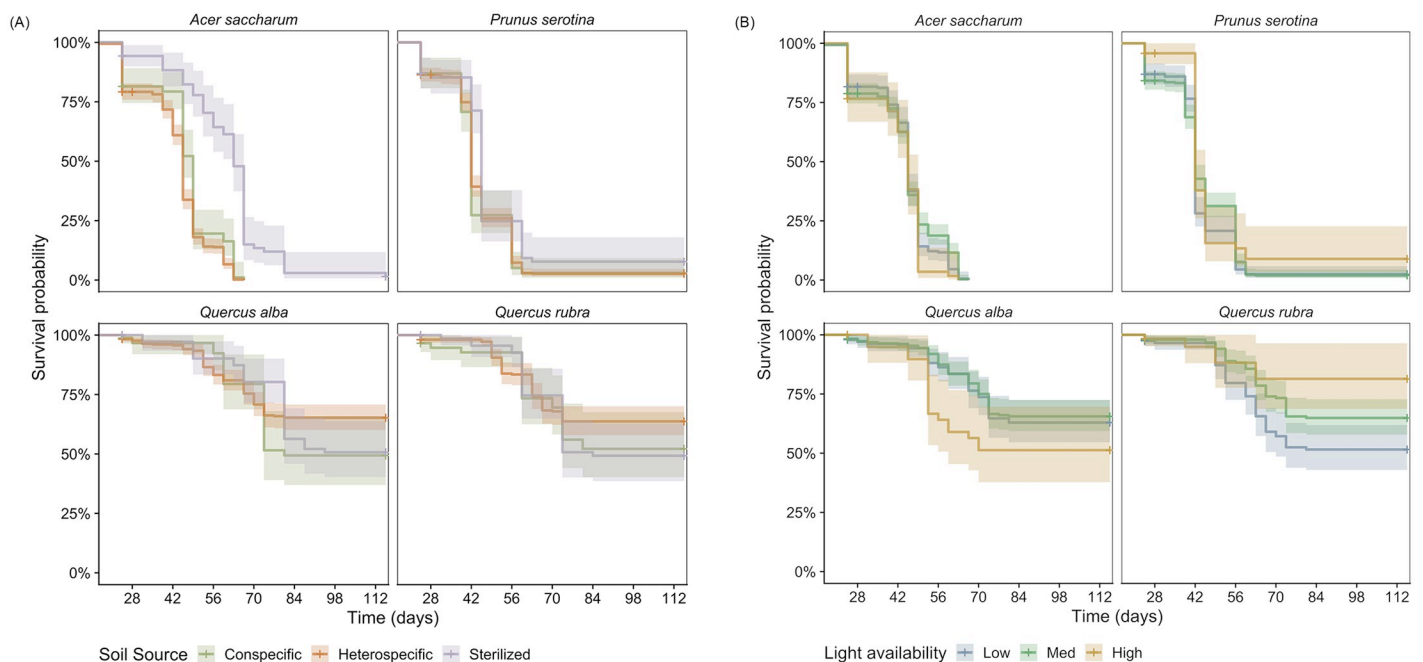 (A)
Acer saccharum
Prunus serotina
100%
75%
50%
25%
0%
Quercus alba
Quercus rubra
100%
75%
50%
25%
0%
Survival probability
28 42 56 70 84 98 112 28 42 56 70 84 98 112
Time (days)
Soil Source Conspecific Heterospecific Sterilized
(B)
Acer saccharum
Prunus serotina
100%
75%
50%
25%
0%
Quercus alba
Quercus rubra
100%
75%
50%
25%
0%
Survival probability
28 42 56 70 84 98 112 28 42 56 70 84 98 112
Time (days)
Light availability Low Med High